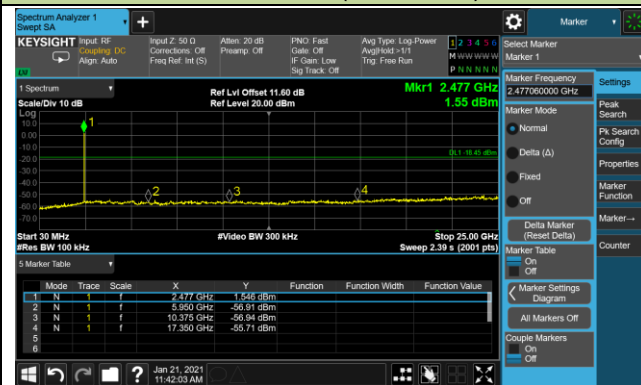 Spectrum Analyzer 1
Swept SA
Marker
KEYSIGHT
Input: RF
Coupling: DC
Align: Auto
Input Z: 50 Ω
Corrections: Off
Freq Ref: Int (S)
Atten: 20 dB
Preamp: Off
PNO: Fast
Gate: Off
IF Gain: Low
Sig Track: Off
Avg Type: Log-Power
Avg|Hold:>1/1
Trig: Free Run
1 2 3 4 5 6
M W W W W W
P N N N N N
Select Marker
Marker 1
1 Spectrum
Scale/Div 10 dB
Ref Lvl Offset 11.60 dB
Ref Level 20.00 dBm
Mkr1 2.477 GHz
1.55 dBm
Log
10.0
0.00
-10.0
-20.0
-30.0
-40.0
-50.0
-60.0
-70.0
1
2
3
4
DL1 -18.45 dBm
Start 30 MHz
#Res BW 100 kHz
#Video BW 300 kHz
Stop 25.00 GHz
Sweep 2.39 s (2001 pts)
5 Marker Table
Mode Trace Scale X Y Function Function Width Function Value
1 N 1 f 2.477 GHz 1.546 dBm
2 N 1 f 5.950 GHz -56.91 dBm
3 N 1 f 10.375 GHz -56.94 dBm
4 N 1 f 17.350 GHz -55.71 dBm
5
6
Marker Frequency
2.477060000 GHz
Marker Mode
Normal
Delta (Δ)
Fixed
Off
Delta Marker
(Reset Delta)
Marker Table
On
Off
Marker Settings
Diagram
All Markers Off
Couple Markers
On
Off
Settings
Peak
Search
Pk Search
Config
Properties
Marker
Function
Marker→
Counter
Jan 21, 2021
11:42:03 AM